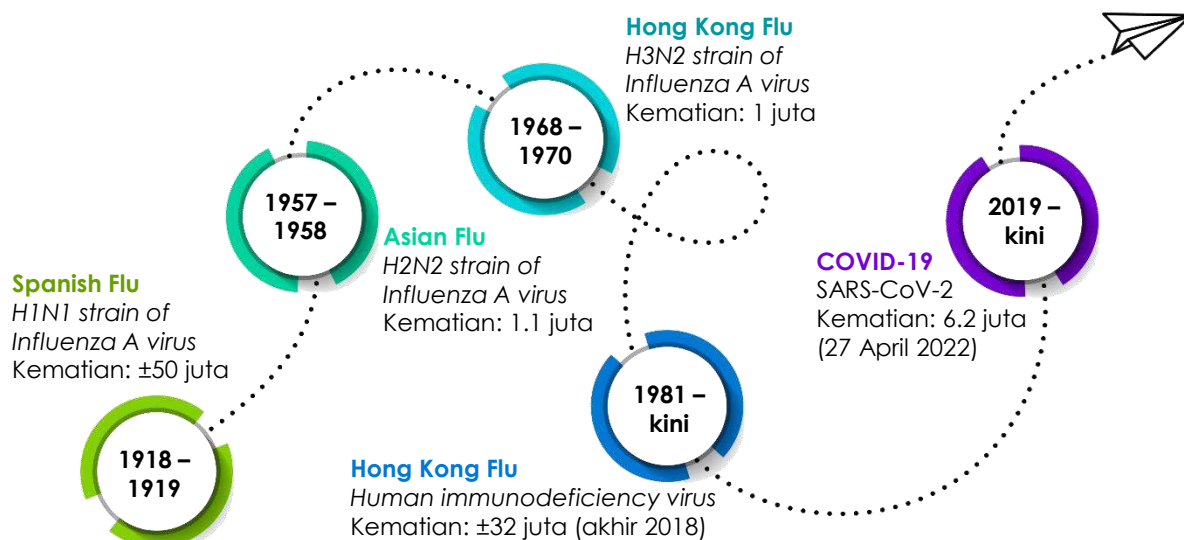 Spanish Flu
H1N1 strain of
Influenza A virus
Kematian: ±50 juta
1918 –
1919
1957 –
1958
Asian Flu
H2N2 strain of
Influenza A virus
Kematian: 1.1 juta
1968 –
1970
Hong Kong Flu
H3N2 strain of
Influenza A virus
Kematian: 1 juta
1981 –
kini
Hong Kong Flu
Human immunodeficiency virus
Kematian: ±32 juta (akhir 2018)
2019 –
kini
COVID-19
SARS-CoV-2
Kematian: 6.2 juta
(27 April 2022)